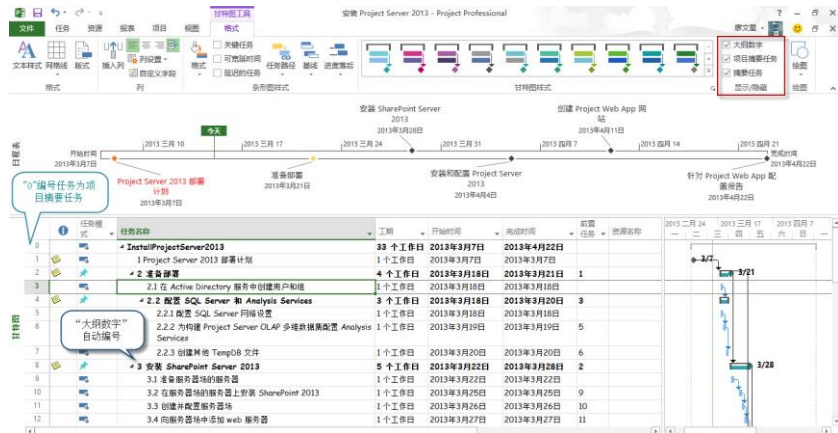 安装 Project Server 2013 - Project Professional
甘特图工具
文件 任务 资源 报表 项目 视图 格式
廖文星
文本样式 网格线 版式
格式
插入列 列设置 自定义字段
列
格式
关键任务
可宽延时间
延迟的任务
任务路径 基线 进度落后
条形图样式
甘特图样式
大纲数字
项目摘要任务
摘要任务
显示/隐藏
绘图
绘图
日程表
安装 SharePoint Server
2013
2013年3月28日
创建 Project Web App 网
站
2013年4月11日
今天
2013 三月 10 2013 三月 17 2013 三月 24 2013 三月 31 2013 四月 7 2013 四月 14 2013 四月 21
开始时间
2013年3月7日
完成时间
2013年4月22日
Project Server 2013 部署
计划
2013年3月7日
准备部署
2013年3月21日
安装和配置 Project Server
2013
2013年4月4日
针对 Project Web App 配
置报告
2013年4月22日
“0”编号任务为项
目摘要任务
任务模式 任务名称 工期 开始时间 完成时间 前置任务 资源名称
2013 二月 24 2013 三月 17 2013 四月 7
一 二 三 四 五 六 日 一
0 InstallProjectServer2013 33 个工作日 2013年3月7日 2013年4月22日
1 1 Project Server 2013 部署计划 1 个工作日 2013年3月7日 2013年3月7日
3/7
2 2 准备部署 4 个工作日 2013年3月18日 2013年3月21日 1
3/21
3 2.1 在 Active Directory 服务中创建用户和组 1 个工作日 2013年3月18日 2013年3月18日
4 2.2 配置 SQL Server 和 Analysis Services 3 个工作日 2013年3月18日 2013年3月20日 3
5 2.2.1 配置 SQL Server 网络设置 1 个工作日 2013年3月18日 2013年3月18日
6 2.2.2 为构建 Project Server OLAP 多维数据集配置 Analysis 1 个工作日 2013年3月19日 2013年3月19日 5
Services
7 2.2.3 创建其他 TempDB 文件 1 个工作日 2013年3月20日 2013年3月20日 6
8 3 安装 SharePoint Server 2013 5 个工作日 2013年3月22日 2013年3月28日 2
3/28
9 3.1 准备服务器场的服务器 1 个工作日 2013年3月22日 2013年3月22日
10 3.2 在服务器场的服务器上安装 SharePoint 2013 1 个工作日 2013年3月25日 2013年3月25日 9
11 3.3 创建并配置服务器场 1 个工作日 2013年3月26日 2013年3月26日 10
12 3.4 向服务器场中添加 web 服务器 1 个工作日 2013年3月27日 2013年3月27日 11
甘特图
“大纲数字”
自动编号